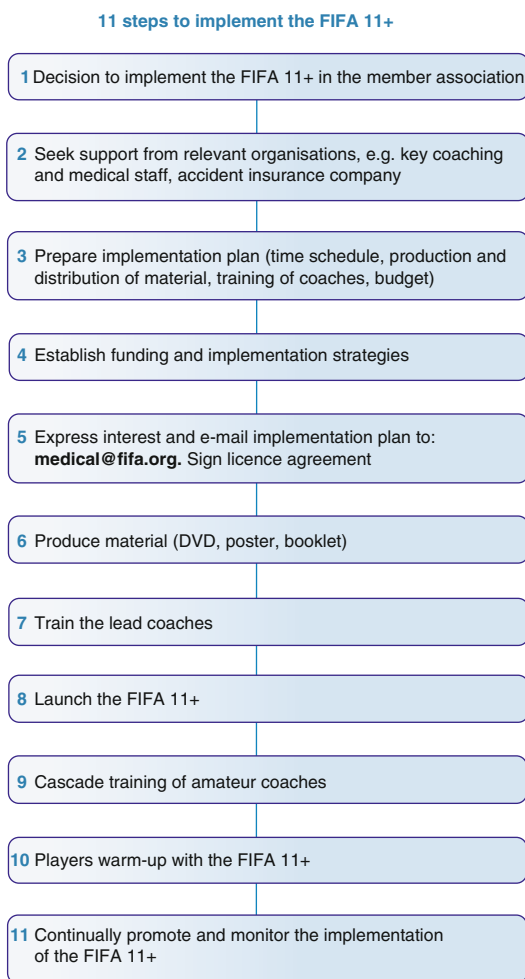 11 steps to implement the FIFA 11+
1 Decision to implement the FIFA 11+ in the member association
2 Seek support from relevant organisations, e.g. key coaching
and medical staff, accident insurance company
3 Prepare implementation plan (time schedule, production and
distribution of material, training of coaches, budget)
4 Establish funding and implementation strategies
5 Express interest and e-mail implementation plan to:
medical@fifa.org. Sign licence agreement
6 Produce material (DVD, poster, booklet)
7 Train the lead coaches
8 Launch the FIFA 11+
9 Cascade training of amateur coaches
10 Players warm-up with the FIFA 11+
11 Continually promote and monitor the implementation
of the FIFA 11+